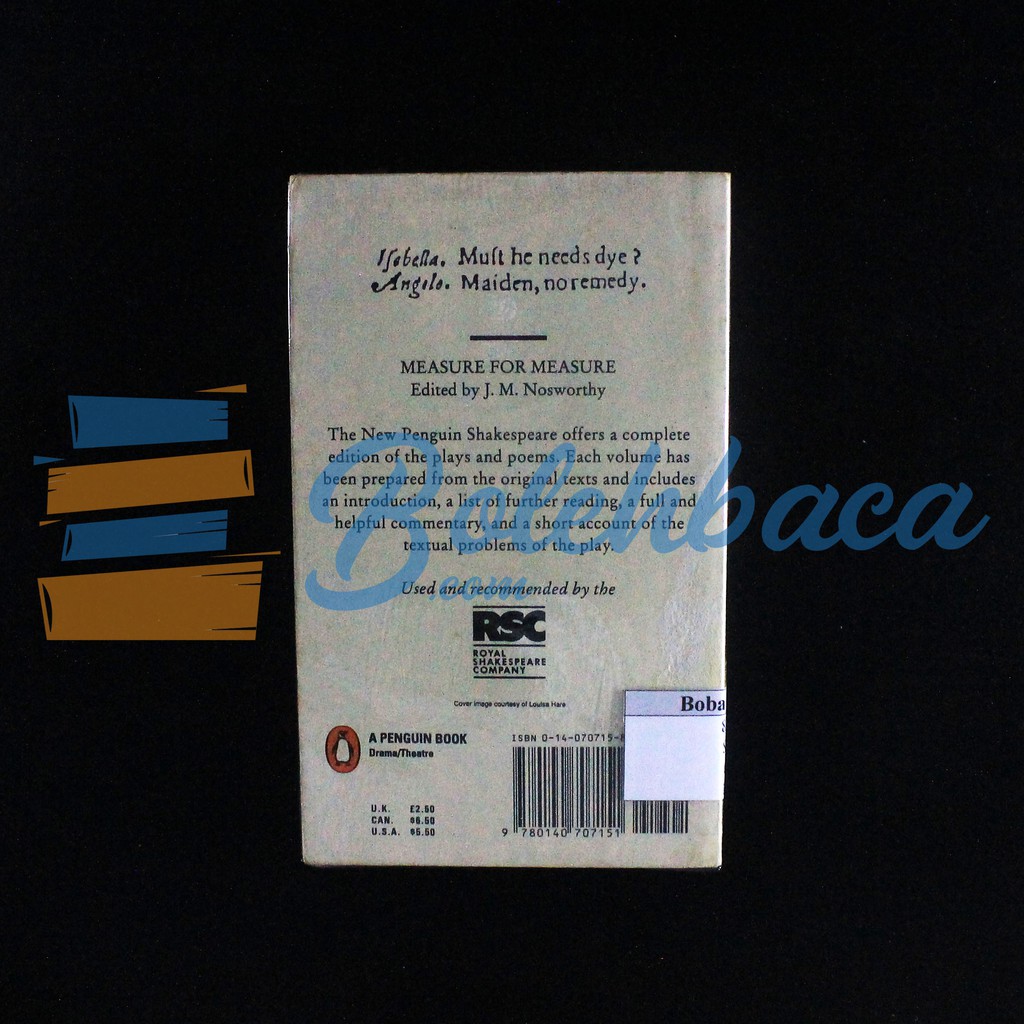 Isabella. Muſt he needs dye?
Angelo. Maiden, no remedy.
MEASURE FOR MEASURE
Edited by J. M. Nosworthy
The New Penguin Shakespeare offers a complete
edition of the plays and poems. Each volume has
been prepared from the original texts and includes
an introduction, a list of further reading, a full and
helpful commentary, and a short account of the
textual problems of the play.
Bolehbaca
.com
Used and recommended by the
RSC
ROYAL
SHAKESPEARE
COMPANY
Cover image courtesy of Louisa Hare
Boba
A PENGUIN BOOK
Drama/Theatre
ISBN 0-14-070715-
U.K. £2.50
CAN. $6.50
U.S.A. $5.50
9 780140 707151